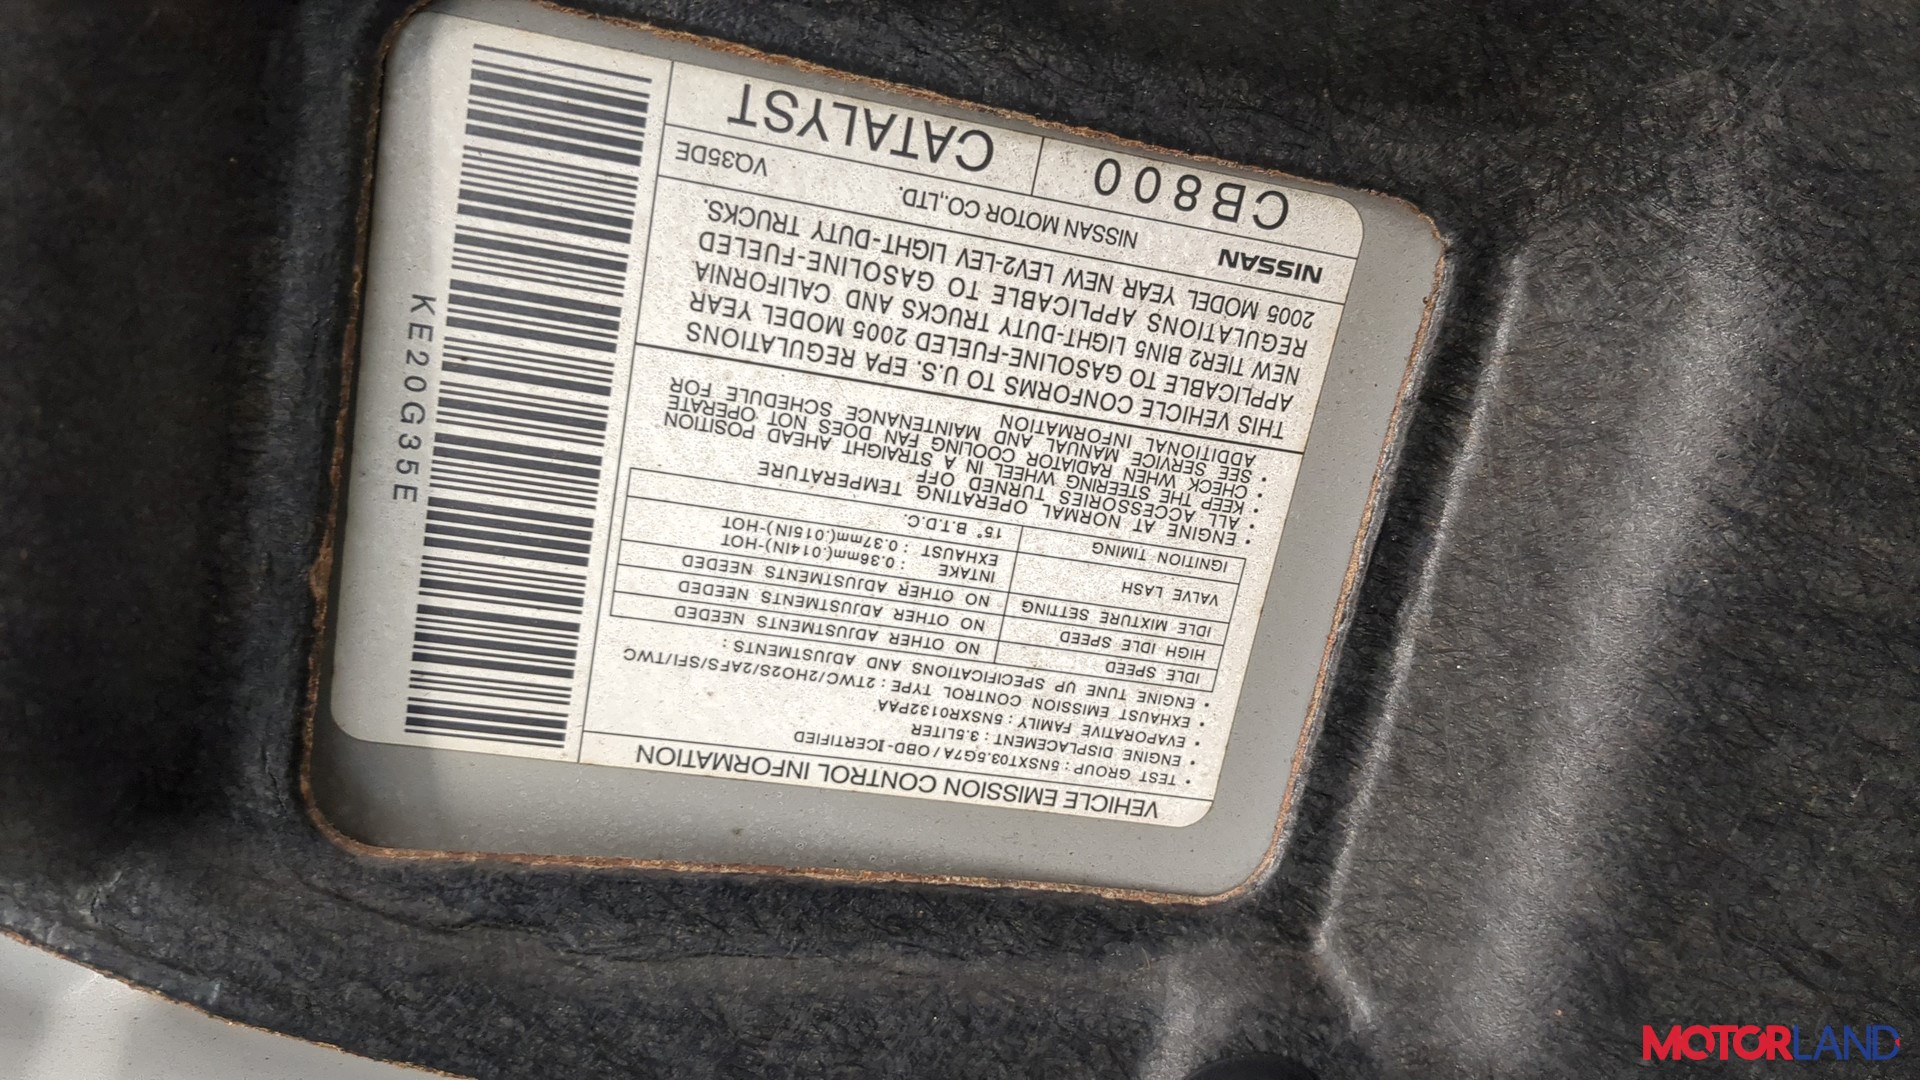 VEHICLE EMISSION CONTROL INFORMATION
• TEST GROUP : 5NSXT03.5G7A / OBD-ⅡCERTIFIED
• ENGINE DISPLACEMENT : 3.5LITER
• EVAPORATIVE FAMILY : 5NSXR0132PAA
• EXHAUST EMISSION CONTROL TYPE : 2TWC/2HO2S/2AFS/SFI/TWC
• ENGINE TUNE UP SPECIFICATIONS AND ADJUSTMENTS :
IDLE SPEED NO OTHER ADJUSTMENTS NEEDED
HIGH IDLE SPEED NO OTHER ADJUSTMENTS NEEDED
IDLE MIXTURE SETTING NO OTHER ADJUSTMENTS NEEDED
VALVE LASH INTAKE : 0.36mm(.014IN)-HOT
EXHAUST : 0.37mm(.015IN)-HOT
IGNITION TIMING 15° B.T.D.C.
• ENGINE AT NORMAL OPERATING TEMPERATURE
• ALL ACCESSORIES TURNED OFF
KEEP THE STEERING WHEEL IN A STRAIGHT AHEAD POSITION
• CHECK WHEN RADIATOR COOLING FAN DOES NOT OPERATE
• SEE SERVICE MANUAL AND MAINTENANCE SCHEDULE FOR
ADDITIONAL INFORMATION
THIS VEHICLE CONFORMS TO U.S. EPA REGULATIONS
APPLICABLE TO GASOLINE-FUELED 2005 MODEL YEAR
NEW TIER2 BIN5 LIGHT-DUTY TRUCKS AND CALIFORNIA
REGULATIONS APPLICABLE TO GASOLINE-FUELED
2005 MODEL YEAR NEW LEV2-LEV LIGHT-DUTY TRUCKS.
NISSAN NISSAN MOTOR CO.,LTD. VQ35DE
CB800 CATALYST
KE20G35E
MOTORLAND